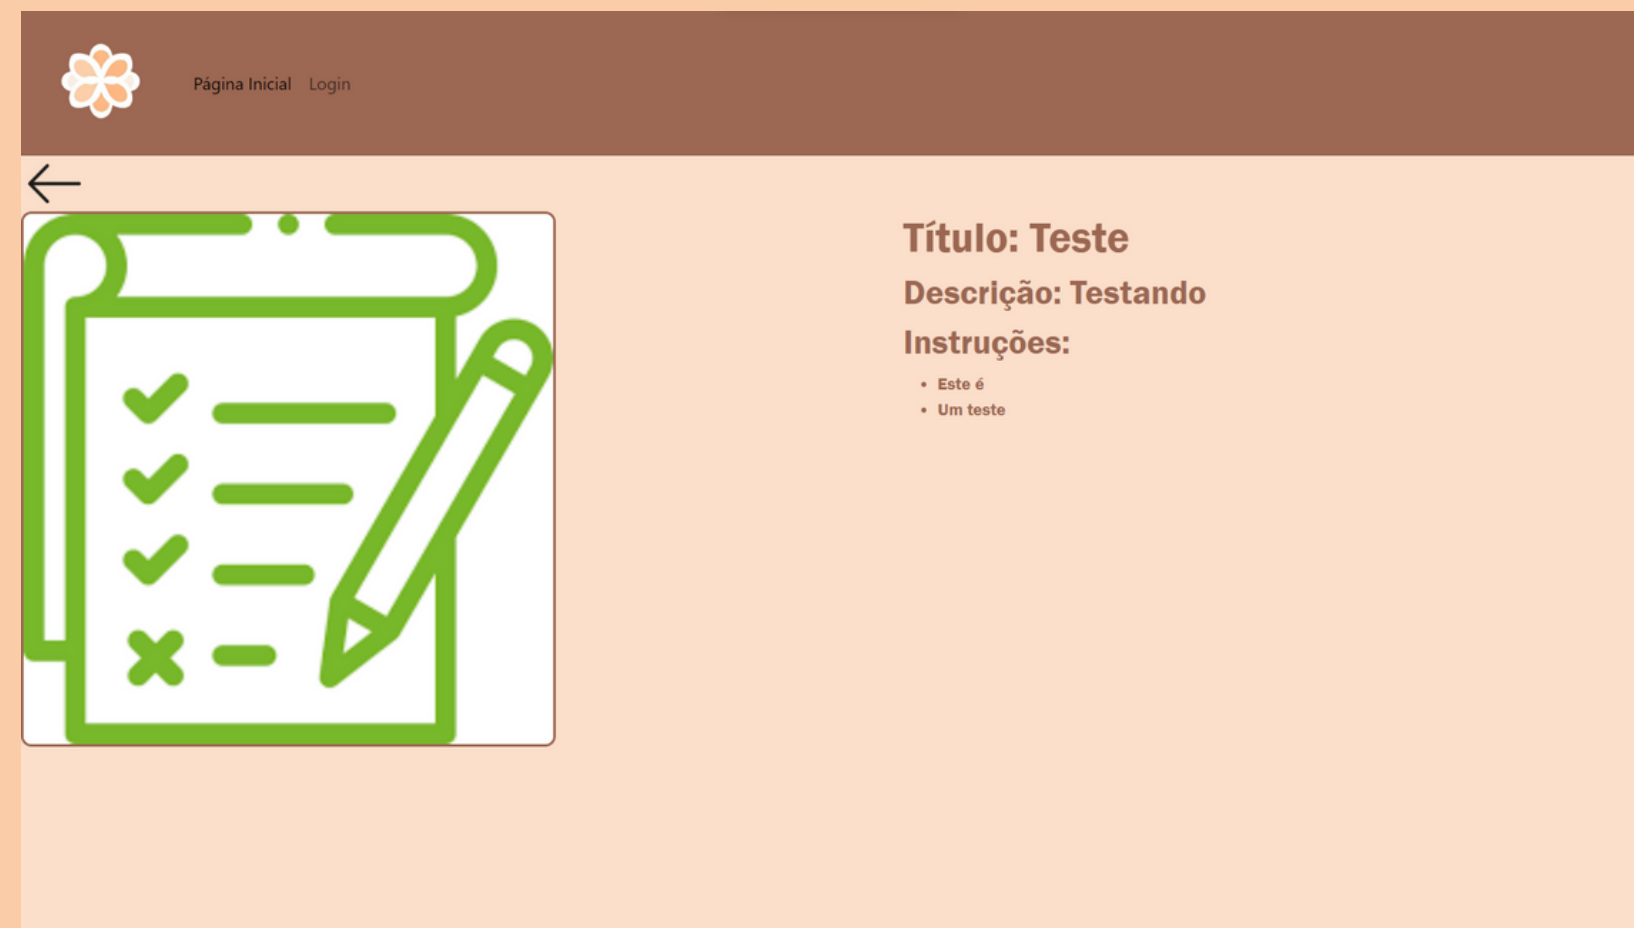 Página Inicial Login
Título: Teste
Descrição: Testando
Instruções:
• Este é
• Um teste